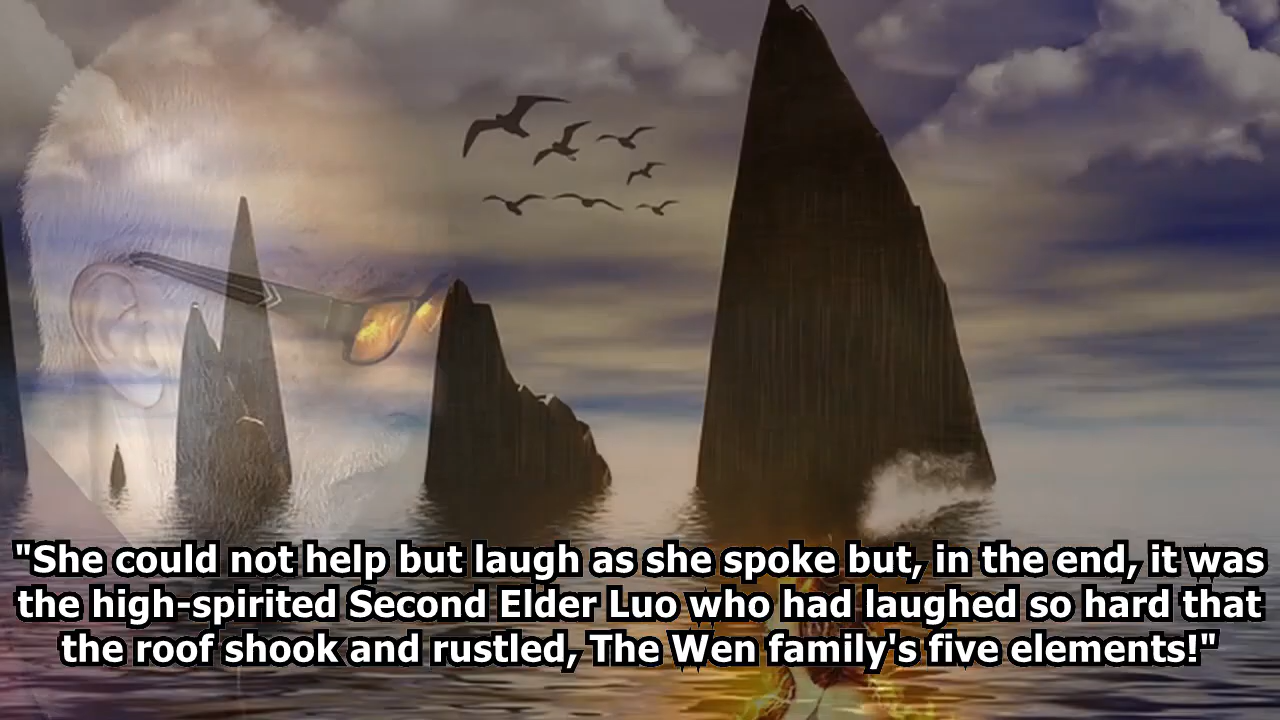 "She could not help but laugh as she spoke but, in the end, it was
the high-spirited Second Elder Luo who had laughed so hard that
the roof shook and rustled, The Wen family's five elements!"